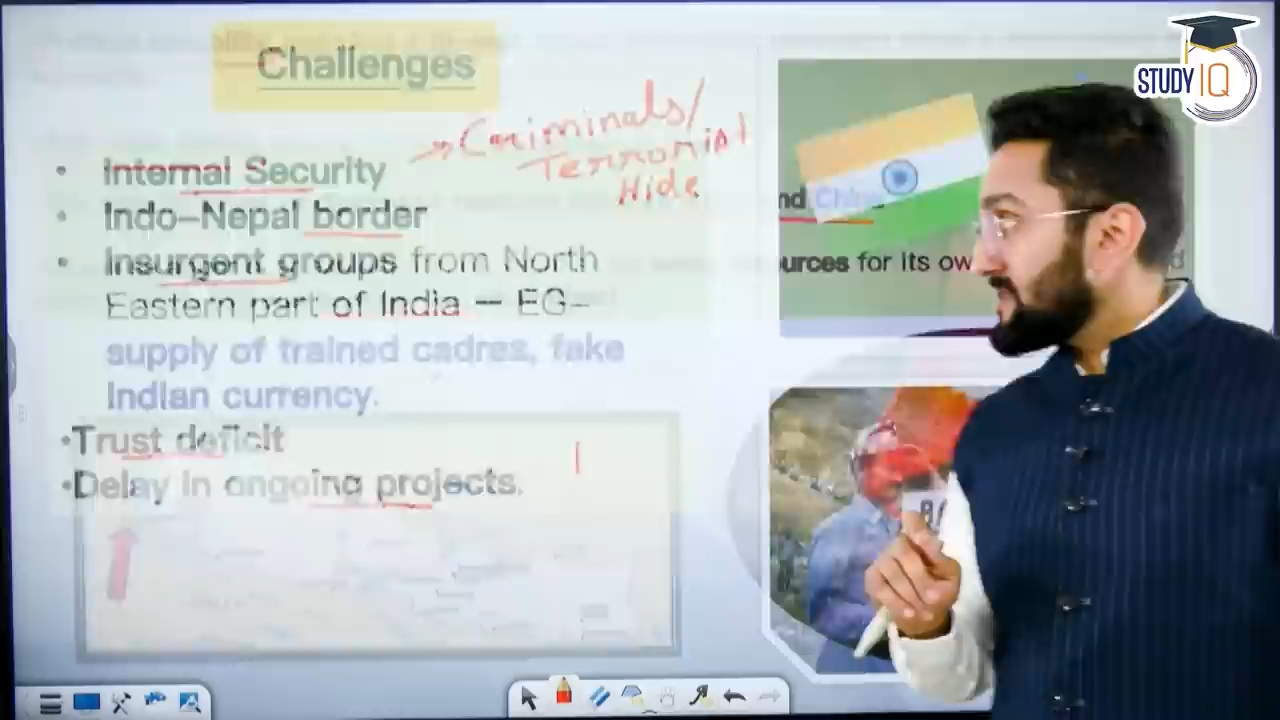 Challenges
STUDY IQ
Criminals/
Terrorist
Hide
• Internal Security
• Indo-Nepal border
• Insurgent groups from North
Eastern part of India – EG–
supply of trained cadres, fake
Indian currency.
•Trust deficit
•Delay in ongoing projects.
nd China
urces for its ow